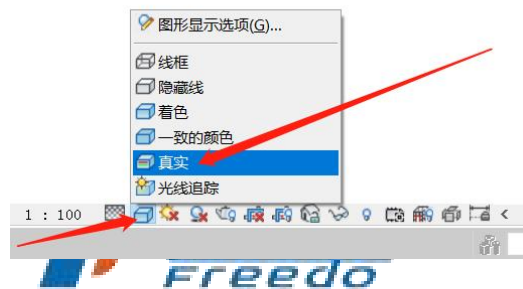 图形显示选项(G)...
线框
隐藏线
着色
一致的颜色
真实
光线追踪
1 : 100
Freedo